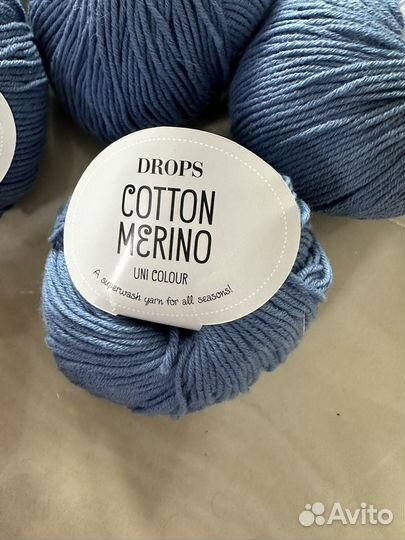 DROPS
COTTON
MERINO
UNI COLOUR
A superwash yarn for all seasons!
Avito